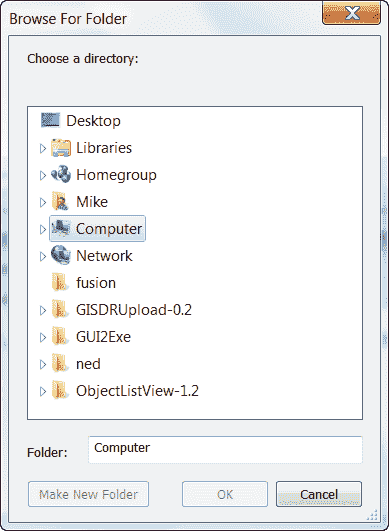 Browse For Folder
Choose a directory:
Desktop
Libraries
Homegroup
Mike
Computer
Network
fusion
GISDRUpload-0.2
GUI2Exe
ned
ObjectListView-1.2
Folder: Computer
Make New Folder OK Cancel